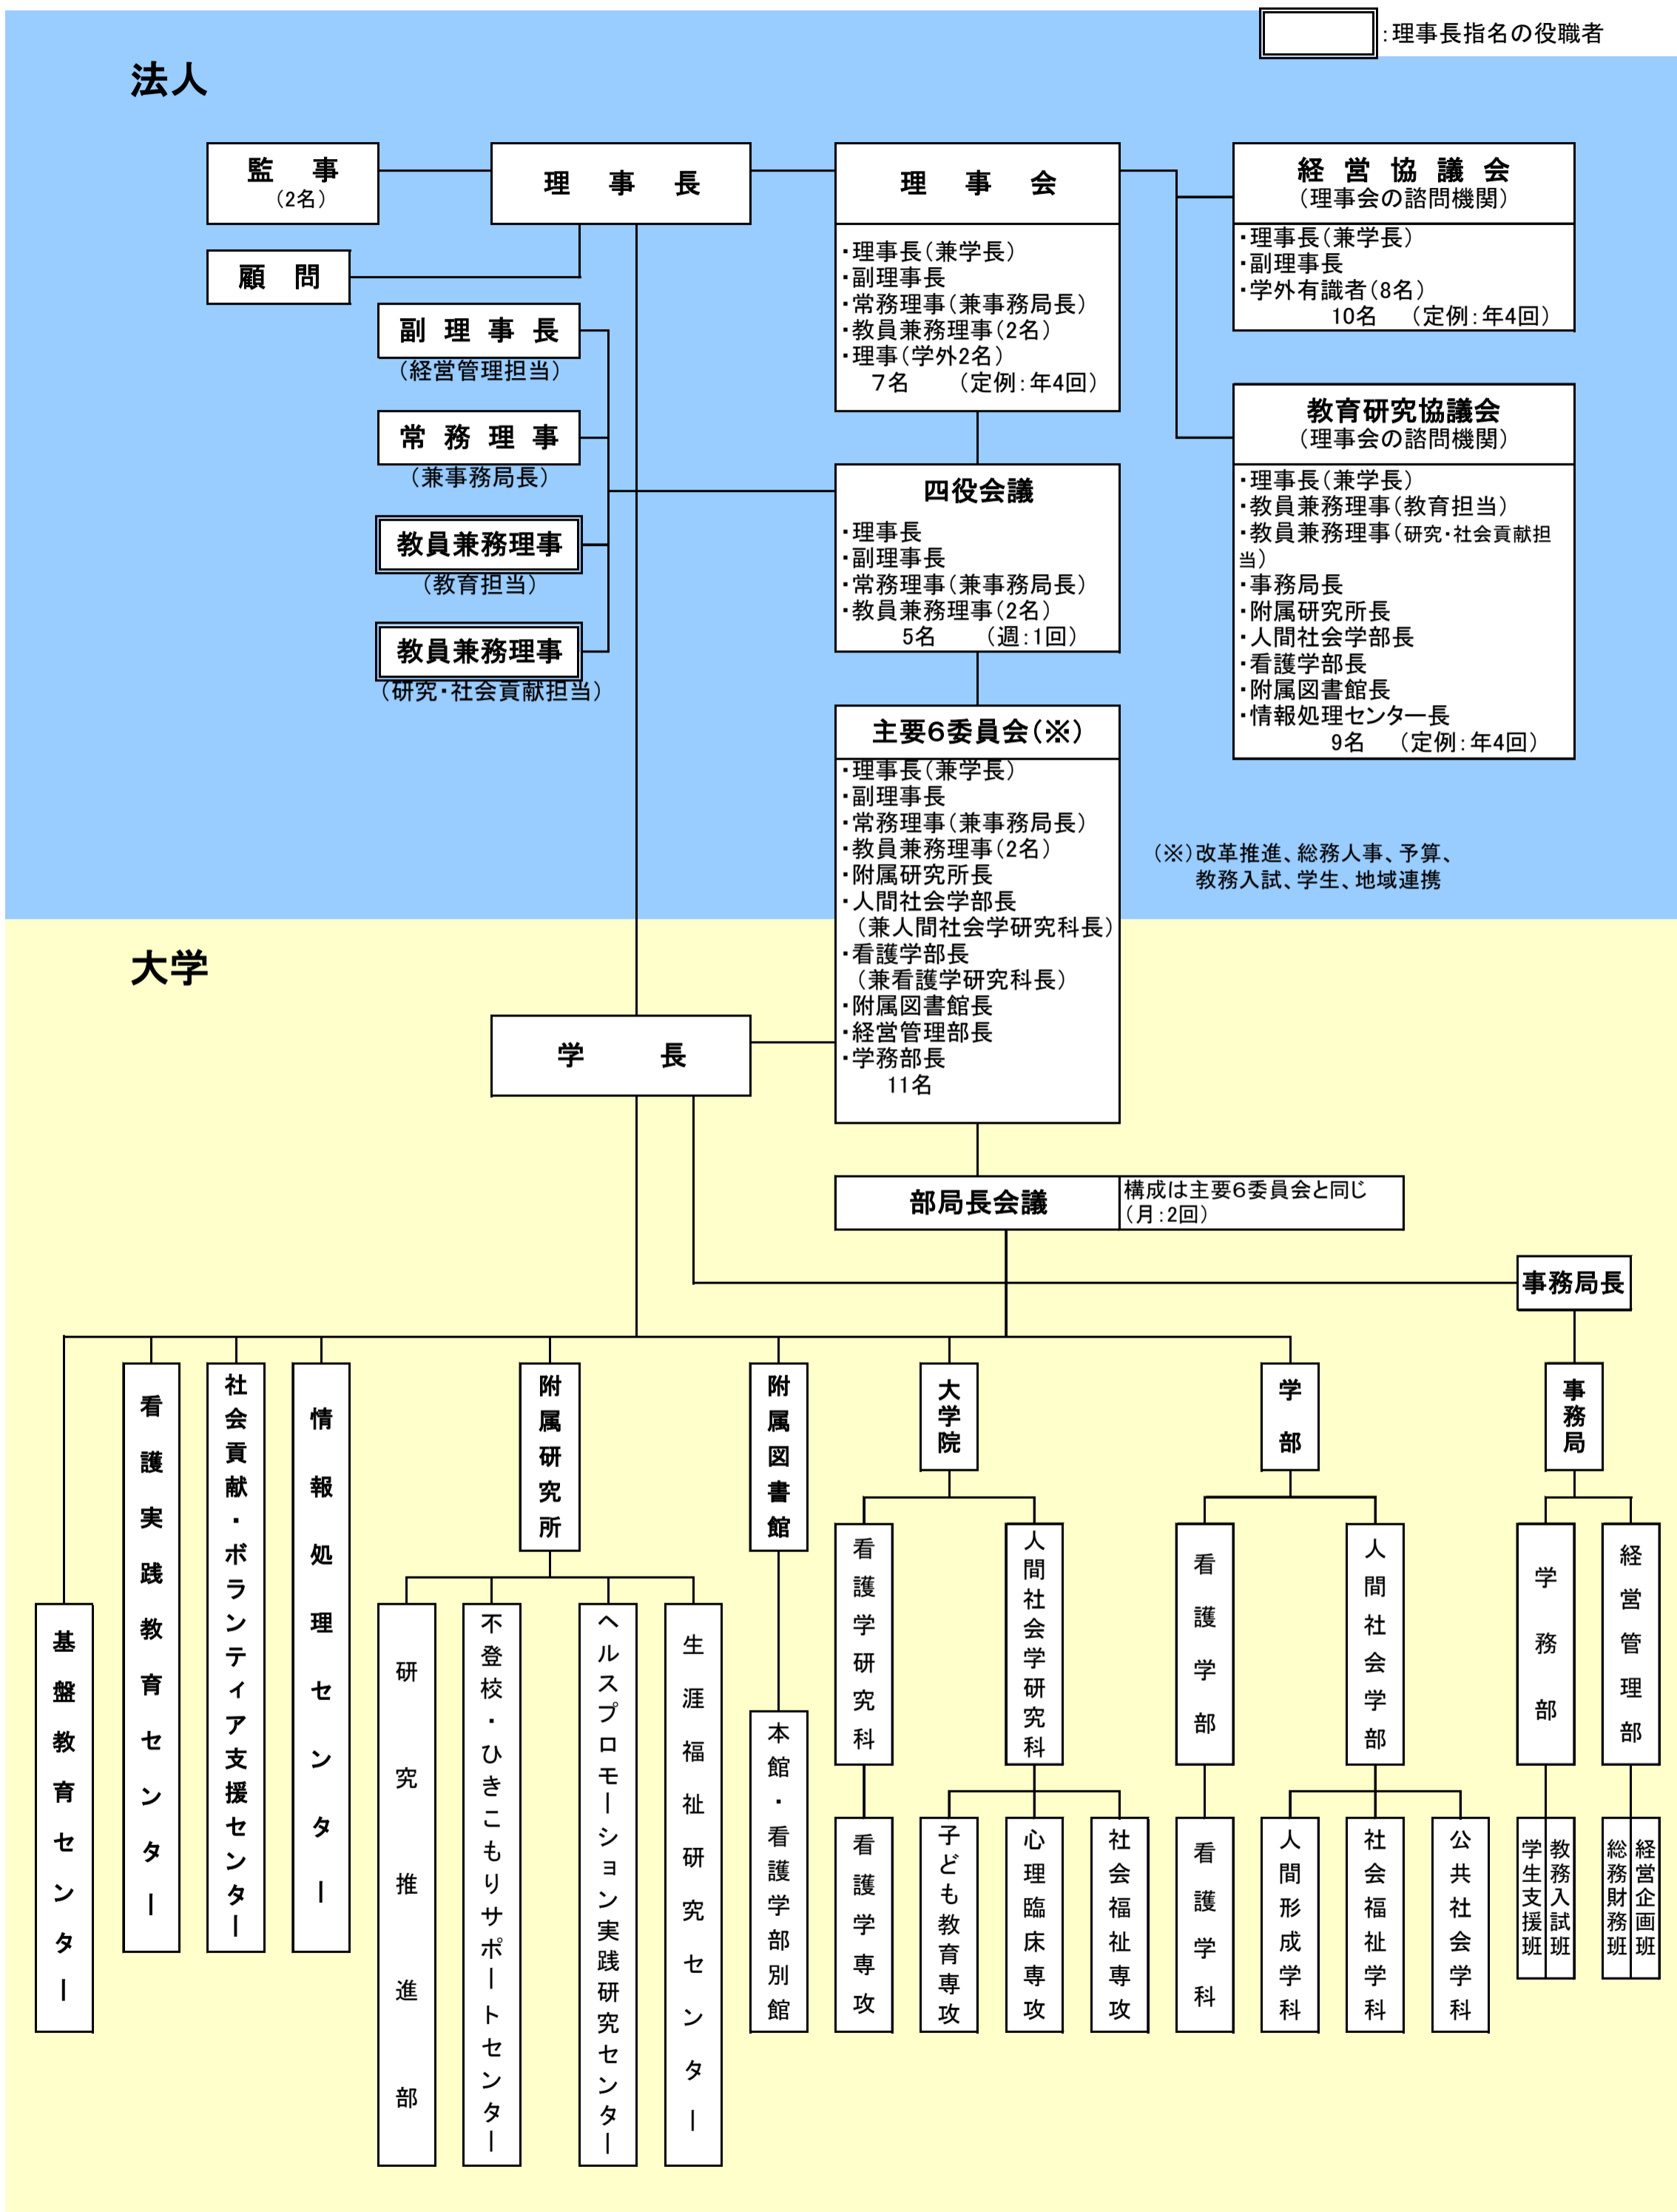 ：理事長指名の役職者
法人
監　事
（2名）
理　事　長
理　事　会
・理事長（兼学長）
・副理事長
・常務理事（兼事務局長）
・教員兼務理事（2名）
・理事（学外2名）
７名　（定例：年4回）
経 営 協 議 会
（理事会の諮問機関）
・理事長（兼学長）
・副理事長
・学外有識者（8名）
10名　（定例：年4回）
顧　問
副 理 事 長
（経営管理担当）
常 務 理 事
（兼事務局長）
教員兼務理事
（教育担当）
教員兼務理事
（研究・社会貢献担当）
四役会議
・理事長
・副理事長
・常務理事（兼事務局長）
・教員兼務理事（2名）
5名　（週：1回）
教育研究協議会
（理事会の諮問機関）
・理事長（兼学長）
・教員兼務理事（教育担当）
・教員兼務理事（研究・社会貢献担
当）
・事務局長
・附属研究所長
・人間社会学部長
・看護学部長
・附属図書館長
・情報処理センター長
9名　（定例：年4回）
主要６委員会（※）
・理事長（兼学長）
・副理事長
・常務理事（兼事務局長）
・教員兼務理事（2名）
・附属研究所長
・人間社会学部長
（兼人間社会学研究科長）
・看護学部長
（兼看護学研究科長）
・附属図書館長
・経営管理部長
・学務部長
11名
（※）改革推進、総務人事、予算、
教務入試、学生、地域連携
大学
学　長
部局長会議
構成は主要６委員会と同じ
（月：2回）
事務局長
基盤教育センター
看護実践教育センター
社会貢献・ボランティア支援センター
情報処理センター
附属研究所
研究推進部
不登校・ひきこもりサポートセンター
ヘルスプロモーション実践研究センター
生涯福祉研究センター
附属図書館
本館・看護学部別館
大学院
看護学研究科
看護学専攻
人間社会学研究科
子ども教育専攻
心理臨床専攻
社会福祉専攻
学部
看護学部
看護学科
人間社会学部
人間形成学科
社会福祉学科
公共社会学科
事務局
学務部
学生支援班
教務入試班
経営管理部
総務財務班
経営企画班